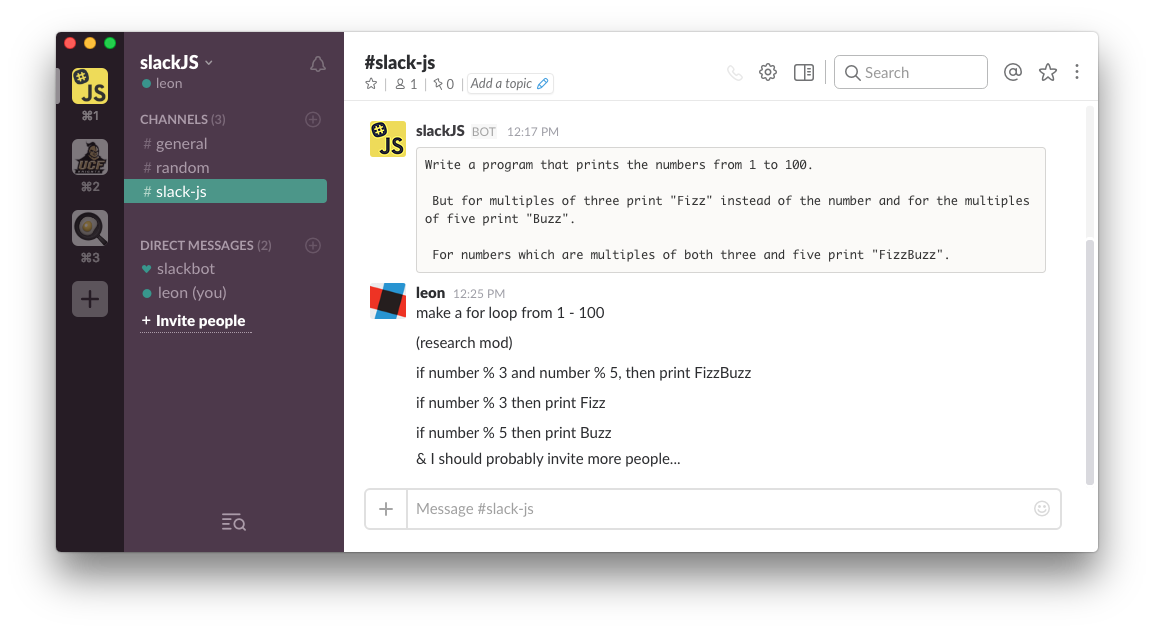 JS
⌘1
UCF
⌘2
⌘3
slackJS
leon
CHANNELS (3)
# general
# random
# slack-js
DIRECT MESSAGES (2)
slackbot
leon (you)
+ Invite people
#slack-js
1
0
Add a topic
Search
@
# JS
slackJS BOT 12:17 PM
Write a program that prints the numbers from 1 to 100.
But for multiples of three print "Fizz" instead of the number and for the multiples
of five print "Buzz".
For numbers which are multiples of both three and five print "FizzBuzz".
leon 12:25 PM
make a for loop from 1 - 100
(research mod)
if number % 3 and number % 5, then print FizzBuzz
if number % 3 then print Fizz
if number % 5 then print Buzz
& I should probably invite more people...
+ Message #slack-js